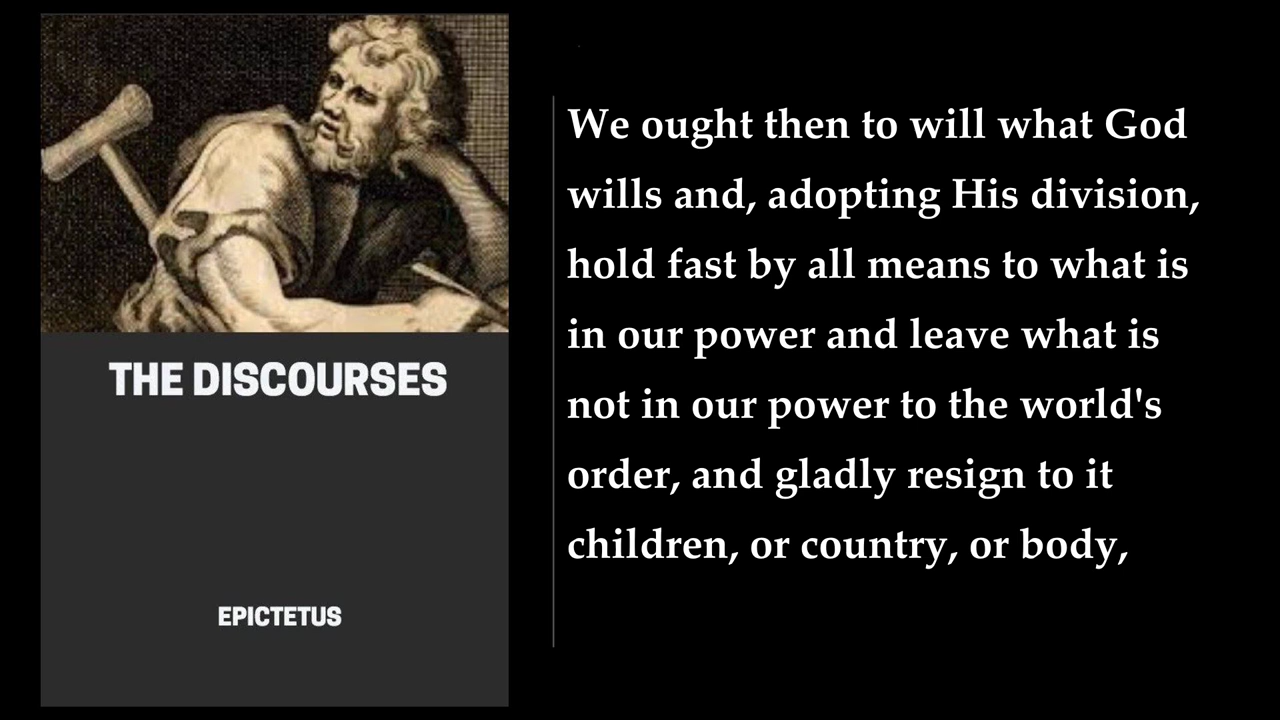 THE DISCOURSES
EPICTETUS
We ought then to will what God
wills and, adopting His division,
hold fast by all means to what is
in our power and leave what is
not in our power to the world's
order, and gladly resign to it
children, or country, or body,